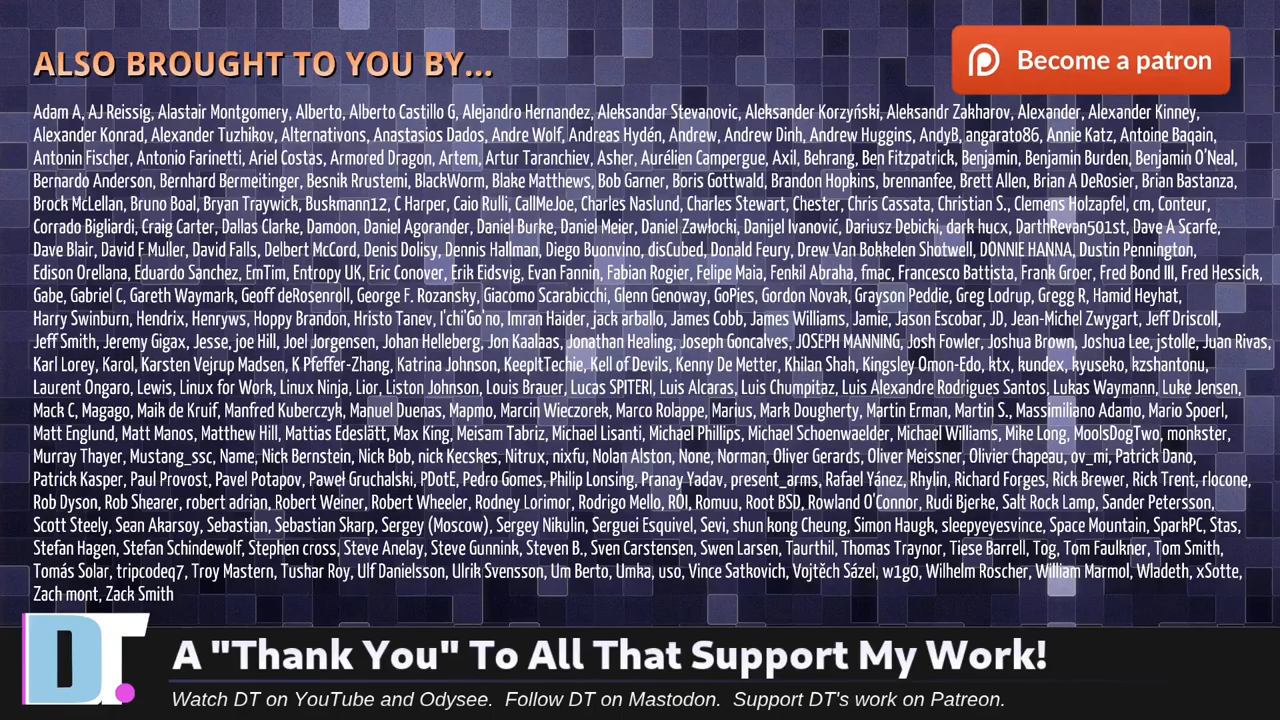 ALSO BROUGHT TO YOU BY...
Become a patron
Adam A, AJ Reissig, Alastair Montgomery, Alberto, Alberto Castillo G, Alejandro Hernandez, Aleksandar Stevanovic, Aleksander Korzyński, Aleksandr Zakharov, Alexander, Alexander Kinney,
Alexander Konrad, Alexander Tuzhikov, Alternativons, Anastasios Dados, Andre Wolf, Andreas Hydén, Andrew, Andrew Dinh, Andrew Huggins, AndyB, angarato86, Annie Katz, Antoine Baqain,
Antonin Fischer, Antonio Farinetti, Ariel Costas, Armored Dragon, Artem, Artur Taranchiev, Asher, Aurélien Campergue, Axil, Behrang, Ben Fitzpatrick, Benjamin, Benjamin Burden, Benjamin O'Neal,
Bernardo Anderson, Bernhard Bermeitinger, Besnik Rrustemi, BlackWorm, Blake Matthews, Bob Garner, Boris Gottwald, Brandon Hopkins, brennanfee, Brett Allen, Brian A DeRosier, Brian Bastanza,
Brock McLellan, Bruno Boal, Bryan Traywick, Buskmann12, C Harper, Caio Rulli, CallMeJoe, Charles Naslund, Charles Stewart, Chester, Chris Cassata, Christian S., Clemens Holzapfel, cm, Conteur,
Corrado Bigliardi, Craig Carter, Dallas Clarke, Damoon, Daniel Agorander, Daniel Burke, Daniel Meier, Daniel Zawłocki, Danijel Ivanović, Dariusz Debicki, dark hucx, DarthRevan501st, Dave A Scarfe,
Dave Blair, David F Muller, David Falls, Delbert McCord, Denis Dolisy, Dennis Hallman, Diego Buonvino, disCubed, Donald Feury, Drew Van Bokkelen Shotwell, DONNIE HANNA, Dustin Pennington,
Edison Orellana, Eduardo Sanchez, EmTim, Entropy UK, Eric Conover, Erik Eidsvig, Evan Fannin, Fabian Rogier, Felipe Maia, Fenkil Abraha, fmac, Francesco Battista, Frank Groer, Fred Bond III, Fred Hessick,
Gabe, Gabriel C, Gareth Waymark, Geoff deRosenroll, George F. Rozansky, Giacomo Scarabicchi, Glenn Genoway, GoPies, Gordon Novak, Grayson Peddie, Greg Lodrup, Gregg R, Hamid Heyhat,
Harry Swinburn, Hendrix, Henryws, Hoppy Brandon, Hristo Tanev, I'chi'Go'no, Imran Haider, jack arballo, James Cobb, James Williams, Jamie, Jason Escobar, JD, Jean-Michel Zwygart, Jeff Driscoll,
Jeff Smith, Jeremy Gigax, Jesse, joe Hill, Joel Jorgensen, Johan Helleberg, Jon Kaalaas, Jonathan Healing, Joseph Goncalves, JOSEPH MANNING, Josh Fowler, Joshua Brown, Joshua Lee, jstolle, Juan Rivas,
Karl Lorey, Karol, Karsten Vejrup Madsen, K Pfeffer-Zhang, Katrina Johnson, KeepItTechie, Kell of Devils, Kenny De Metter, Khilan Shah, Kingsley Omon-Edo, ktx, kundex, kyuseko, kzshantonu,
Laurent Ongaro, Lewis, Linux for Work, Linux Ninja, Lior, Liston Johnson, Louis Brauer, Lucas SPITERI, Luis Alcaras, Luis Chumpitaz, Luis Alexandre Rodrigues Santos, Lukas Waymann, Luke Jensen,
Mack C, Magago, Maik de Kruif, Manfred Kuberczyk, Manuel Duenas, Mapmo, Marcin Wieczorek, Marco Rolappe, Marius, Mark Dougherty, Martin Erman, Martin S., Massimiliano Adamo, Mario Spoerl,
Matt Englund, Matt Manos, Matthew Hill, Mattias Edeslätt, Max King, Meisam Tabriz, Michael Lisanti, Michael Phillips, Michael Schoenwaelder, Michael Williams, Mike Long, MoolsDogTwo, monkster,
Murray Thayer, Mustang_ssc, Name, Nick Bernstein, Nick Bob, nick Kecskes, Nitrux, nixfu, Nolan Alston, None, Norman, Oliver Gerards, Oliver Meissner, Olivier Chapeau, ov_mi, Patrick Dano,
Patrick Kasper, Paul Provost, Pavel Potapov, Paweł Gruchalski, PDotE, Pedro Gomes, Philip Lonsing, Pranay Yadav, present_arms, Rafael Yánez, Rhylin, Richard Forges, Rick Brewer, Rick Trent, rlocone,
Rob Dyson, Rob Shearer, robert adrian, Robert Weiner, Robert Wheeler, Rodney Lorimor, Rodrigo Mello, ROI, Romuu, Root BSD, Rowland O'Connor, Rudi Bjerke, Salt Rock Lamp, Sander Petersson,
Scott Steely, Sean Akarsoy, Sebastian, Sebastian Skarp, Sergey (Moscow), Sergey Nikulin, Serguei Esquivel, Sevi, shun kong Cheung, Simon Haugk, sleepyeyesvince, Space Mountain, SparkPC, Stas,
Stefan Hagen, Stefan Schindewolf, Stephen cross, Steve Anelay, Steve Gunnink, Steven B., Sven Carstensen, Swen Larsen, Taurthil, Thomas Traynor, Tiese Barrell, Tog, Tom Faulkner, Tom Smith,
Tomás Solar, tripcodeq7, Troy Mastern, Tushar Roy, Ulf Danielsson, Ulrik Svensson, Um Berto, Umka, uso, Vince Satkovich, Vojtěch Sázel, w1g0, Wilhelm Roscher, William Marmol, Wladeth, xSotte,
Zach mont, Zack Smith
DT.
A "Thank You" To All That Support My Work!
Watch DT on YouTube and Odysee. Follow DT on Mastodon. Support DT's work on Patreon.